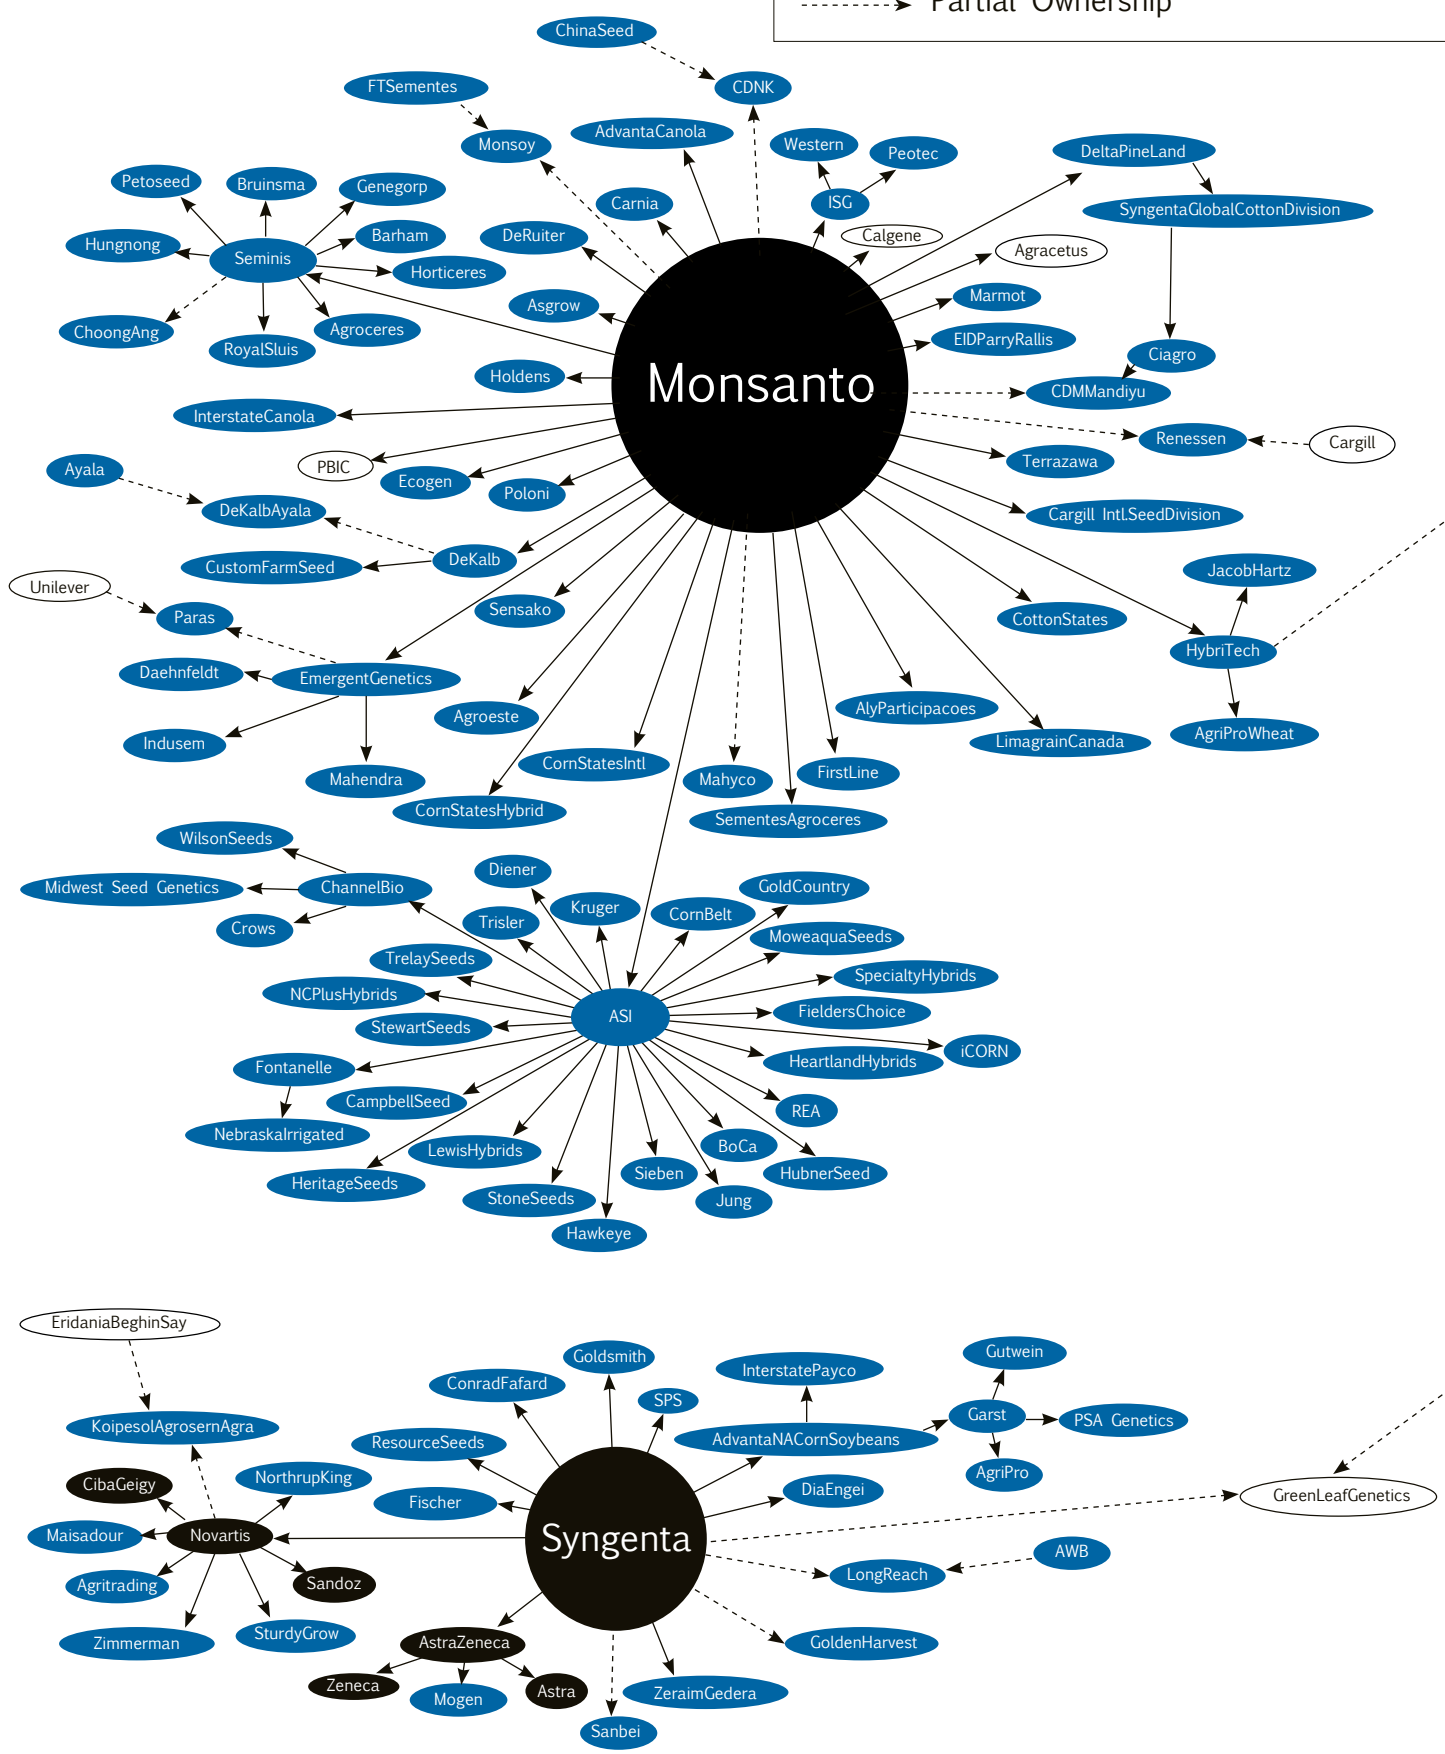 Partial Ownership
ChinaSeed
FTSementes
CDNK
AdvantaCanola
Monsoy
Western
Peotec
DeltaPineLand
Petoseed
Bruinsma
Genegorp
Carnia
ISG
SyngentaGlobalCottonDivision
Hungnong
Barham
DeRuiter
Calgene
Agracetus
Seminis
Horticeres
Asgrow
Marmot
ChoongAng
Agroceres
RoyalSluis
EIDParryRallis
Ciagro
Holdens
Monsanto
CDMMandiyu
InterstateCanola
Renessen
Cargill
PBIC
Ayala
Ecogen
Poloni
Terrazawa
DeKalbAyala
Cargill Intl.SeedDivision
CustomFarmSeed
DeKalb
JacobHartz
Unilever
Paras
Sensako
CottonStates
HybriTech
Daehnfeldt
EmergentGenetics
Agroeste
AlyParticipacoes
AgriProWheat
Indusem
LimagrainCanada
CornStatesIntl
Mahendra
Mahyco
FirstLine
CornStatesHybrid
SementesAgroceres
WilsonSeeds
Midwest Seed Genetics
ChannelBio
Diener
GoldCountry
Crows
Trisler
Kruger
CornBelt
MoweaquaSeeds
TrelaySeeds
SpecialtyHybrids
NCPlusHybrids
StewartSeeds
ASI
FieldersChoice
iCORN
Fontanelle
HeartlandHybrids
CampbellSeed
REA
NebraskaIrrigated
LewisHybrids
BoCa
HeritageSeeds
Sieben
HubnerSeed
StoneSeeds
Jung
Hawkeye
EridaniaBeghinSay
Goldsmith
Gutwein
ConradFafard
InterstatePayco
SPS
KoipesolAgrosernAgra
ResourceSeeds
AdvantaNACornSoybeans
Garst
PSA Genetics
CibaGeigy
NorthrupKing
AgriPro
Fischer
DiaEngei
GreenLeafGenetics
Maisadour
Novartis
Syngenta
AWB
Agritrading
Sandoz
LongReach
Zimmerman
SturdyGrow
AstraZeneca
GoldenHarvest
Zeneca
Mogen
Astra
ZeraimGedera
Sanbei